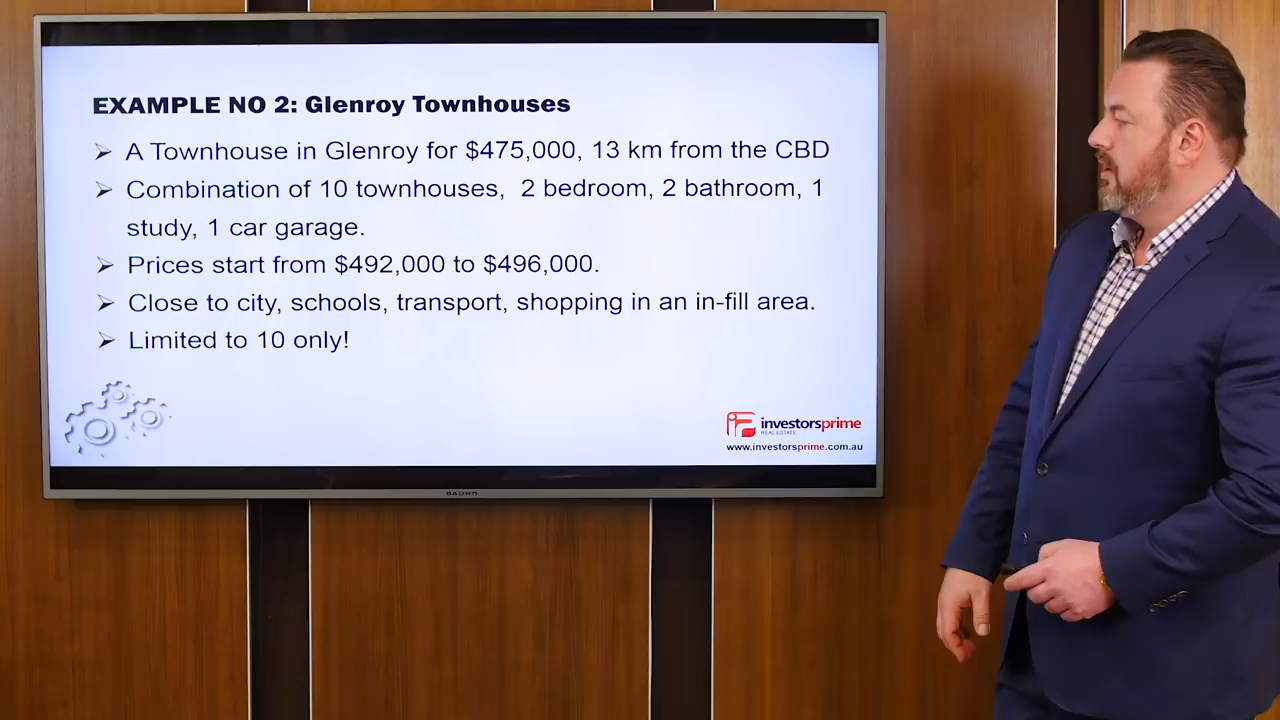 EXAMPLE NO 2: Glenroy Townhouses
➢ A Townhouse in Glenroy for $475,000, 13 km from the CBD
➢ Combination of 10 townhouses, 2 bedroom, 2 bathroom, 1
study, 1 car garage.
➢ Prices start from $492,000 to $496,000.
➢ Close to city, schools, transport, shopping in an in-fill area.
➢ Limited to 10 only!
investorsprime
REAL ESTATE
www.investorsprime.com.au
BAUHN